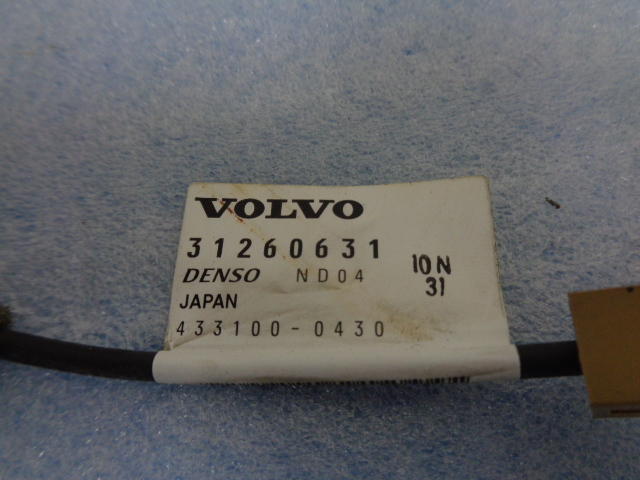 VOLVO
31260631
DENSO ND04
10N
31
JAPAN
433100-0430